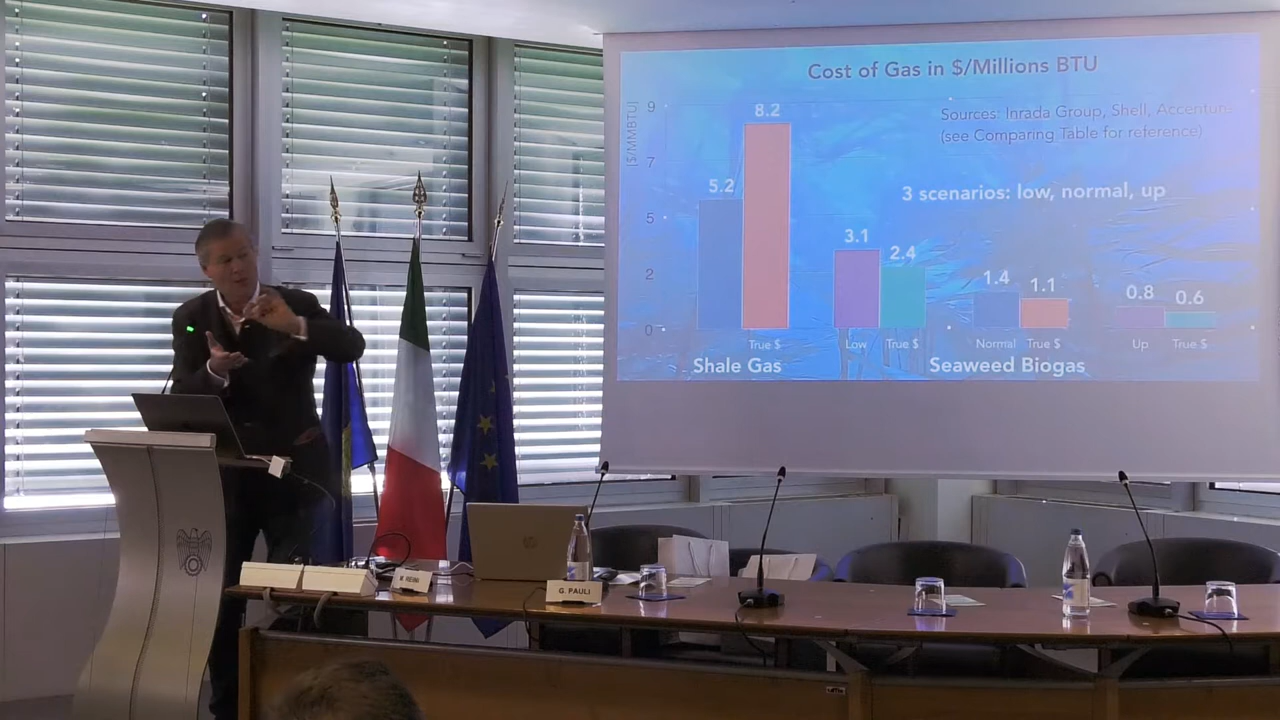 Cost of Gas in $/Millions BTU
[$/MMBTU]
9
7
5
2
0
Sources: Inrada Group, Shell, Accenture
(see Comparing Table for reference)
3 scenarios: low, normal, up
5.2
8.2
3.1
2.4
1.4
1.1
0.8
0.6
True $
Low
True $
Normal
True $
Up
True $
Shale Gas
Seaweed Biogas
G. PAULI